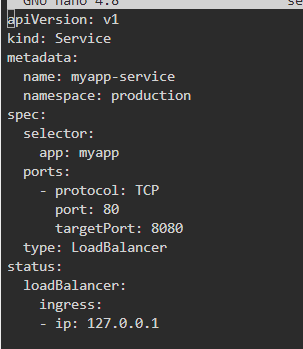 GNU nano 4.8 se
apiVersion: v1
kind: Service
metadata:
  name: myapp-service
  namespace: production
spec:
  selector:
    app: myapp
  ports:
    - protocol: TCP
      port: 80
      targetPort: 8080
  type: LoadBalancer
status:
  loadBalancer:
    ingress:
    - ip: 127.0.0.1